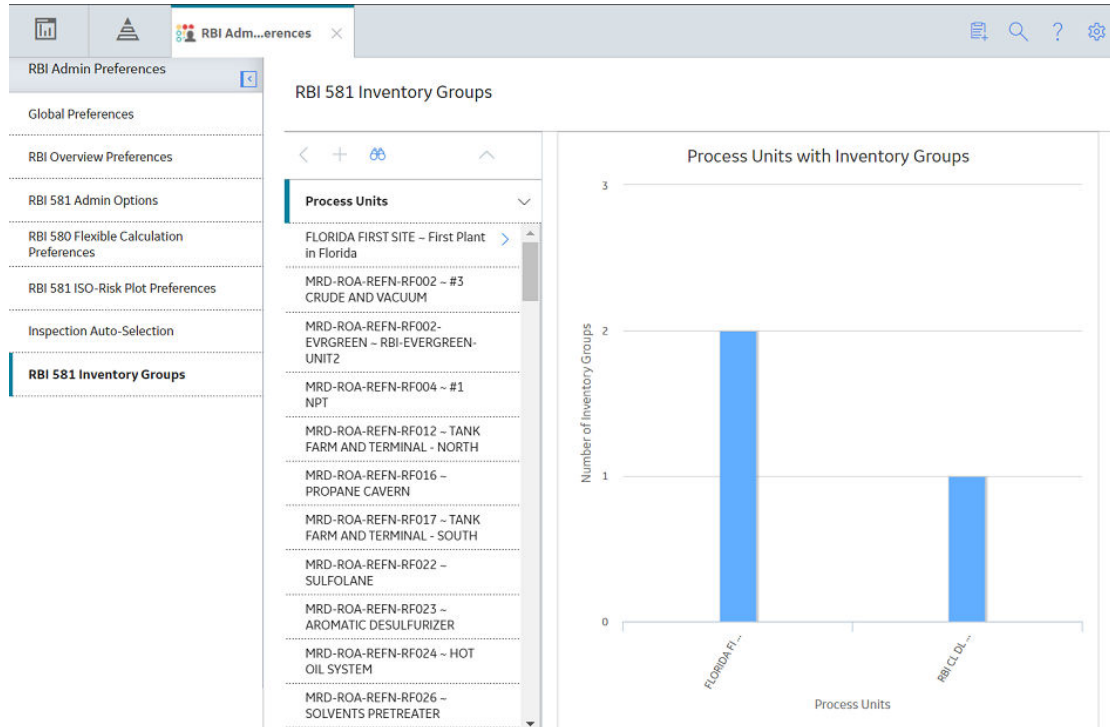 RBI Adm...erences
RBI Admin Preferences
Global Preferences
RBI Overview Preferences
RBI 581 Admin Options
RBI 580 Flexible Calculation
Preferences
RBI 581 ISO-Risk Plot Preferences
Inspection Auto-Selection
RBI 581 Inventory Groups
RBI 581 Inventory Groups
Process Units
FLORIDA FIRST SITE ~ First Plant
in Florida
MRD-ROA-REFN-RF002 ~ #3
CRUDE AND VACUUM
MRD-ROA-REFN-RF002-
EVRGREEN ~ RBI-EVERGREEN-
UNIT2
MRD-ROA-REFN-RF004 ~ #1
NPT
MRD-ROA-REFN-RF012 ~ TANK
FARM AND TERMINAL - NORTH
MRD-ROA-REFN-RF016 ~
PROPANE CAVERN
MRD-ROA-REFN-RF017 ~ TANK
FARM AND TERMINAL - SOUTH
MRD-ROA-REFN-RF022 ~
SULFOLANE
MRD-ROA-REFN-RF023 ~
AROMATIC DESULFURIZER
MRD-ROA-REFN-RF024 ~ HOT
OIL SYSTEM
MRD-ROA-REFN-RF026 ~
SOLVENTS PRETREATER
Process Units with Inventory Groups
Number of Inventory Groups
3
2
1
0
FLORIDA FI...
RBI CL DL...
Process Units